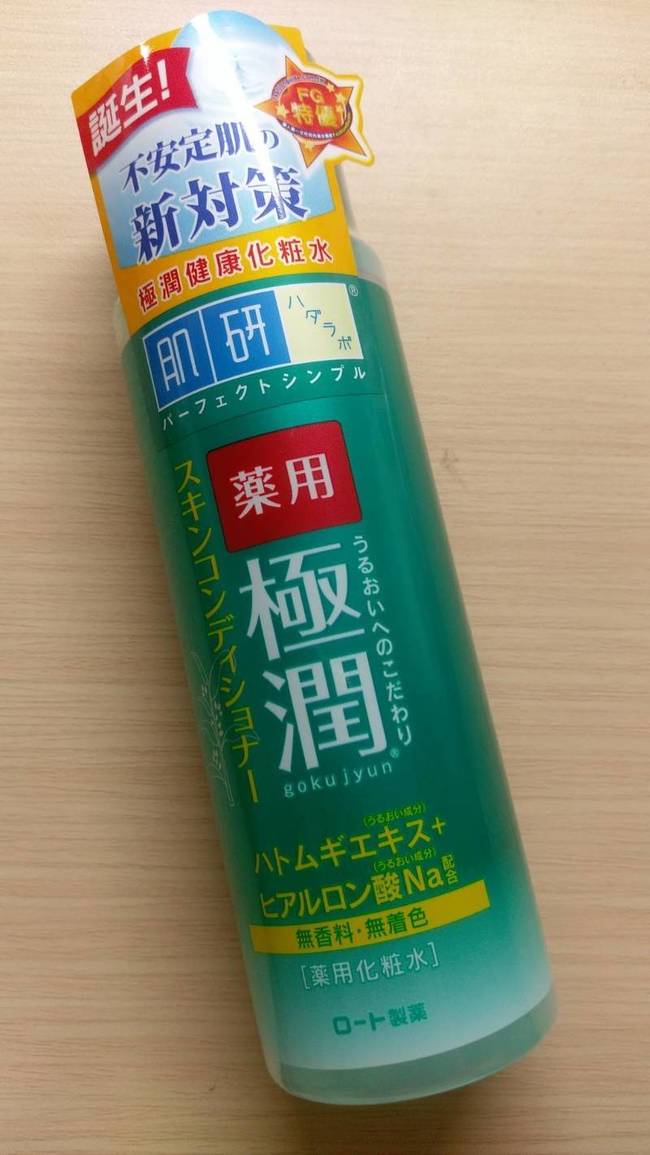 誕生!
FG
特優
不安定肌の
新対策
極潤健康化粧水
肌研
ハダラボ
®
パーフェクトシンプル
薬用
極潤
®
gokujyun
うるおいへのこだわり
スキンコンディショナー
(うるおい成分)
ハトムギエキス+
(うるおい成分)
ヒアルロン酸Na配合
無香料・無着色
[薬用化粧水]
ロート製薬